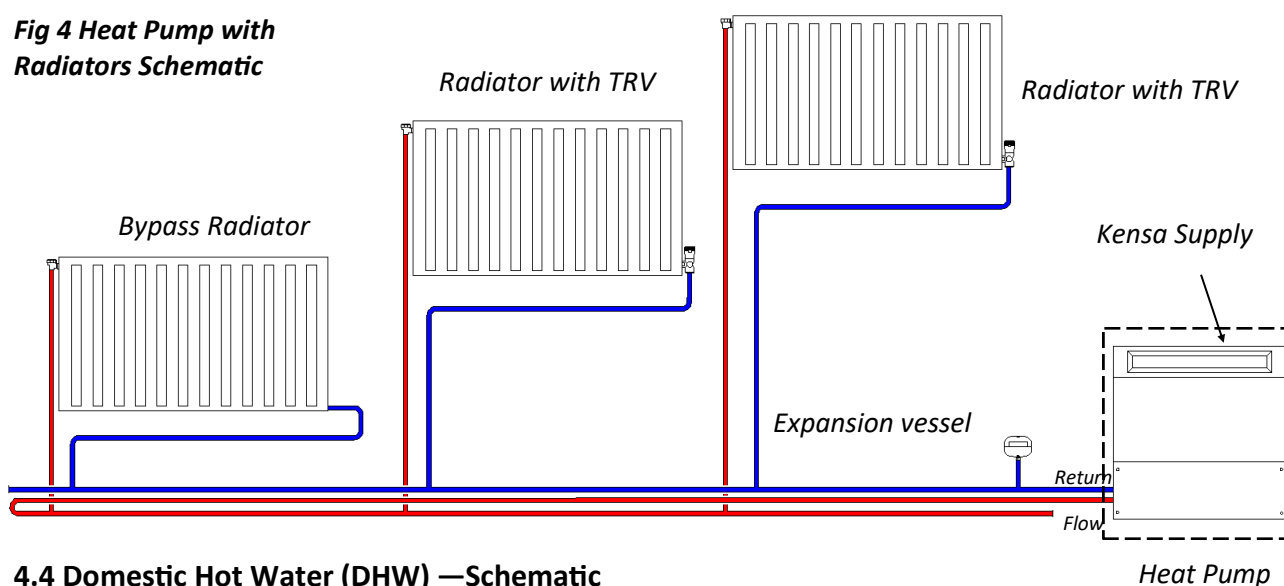 Fig 4 Heat Pump with
Radiators Schematic
Radiator with TRV
Radiator with TRV
Bypass Radiator
Kensa Supply
Expansion vessel
Return
Flow
Heat Pump
4.4 Domestic Hot Water (DHW) —Schematic